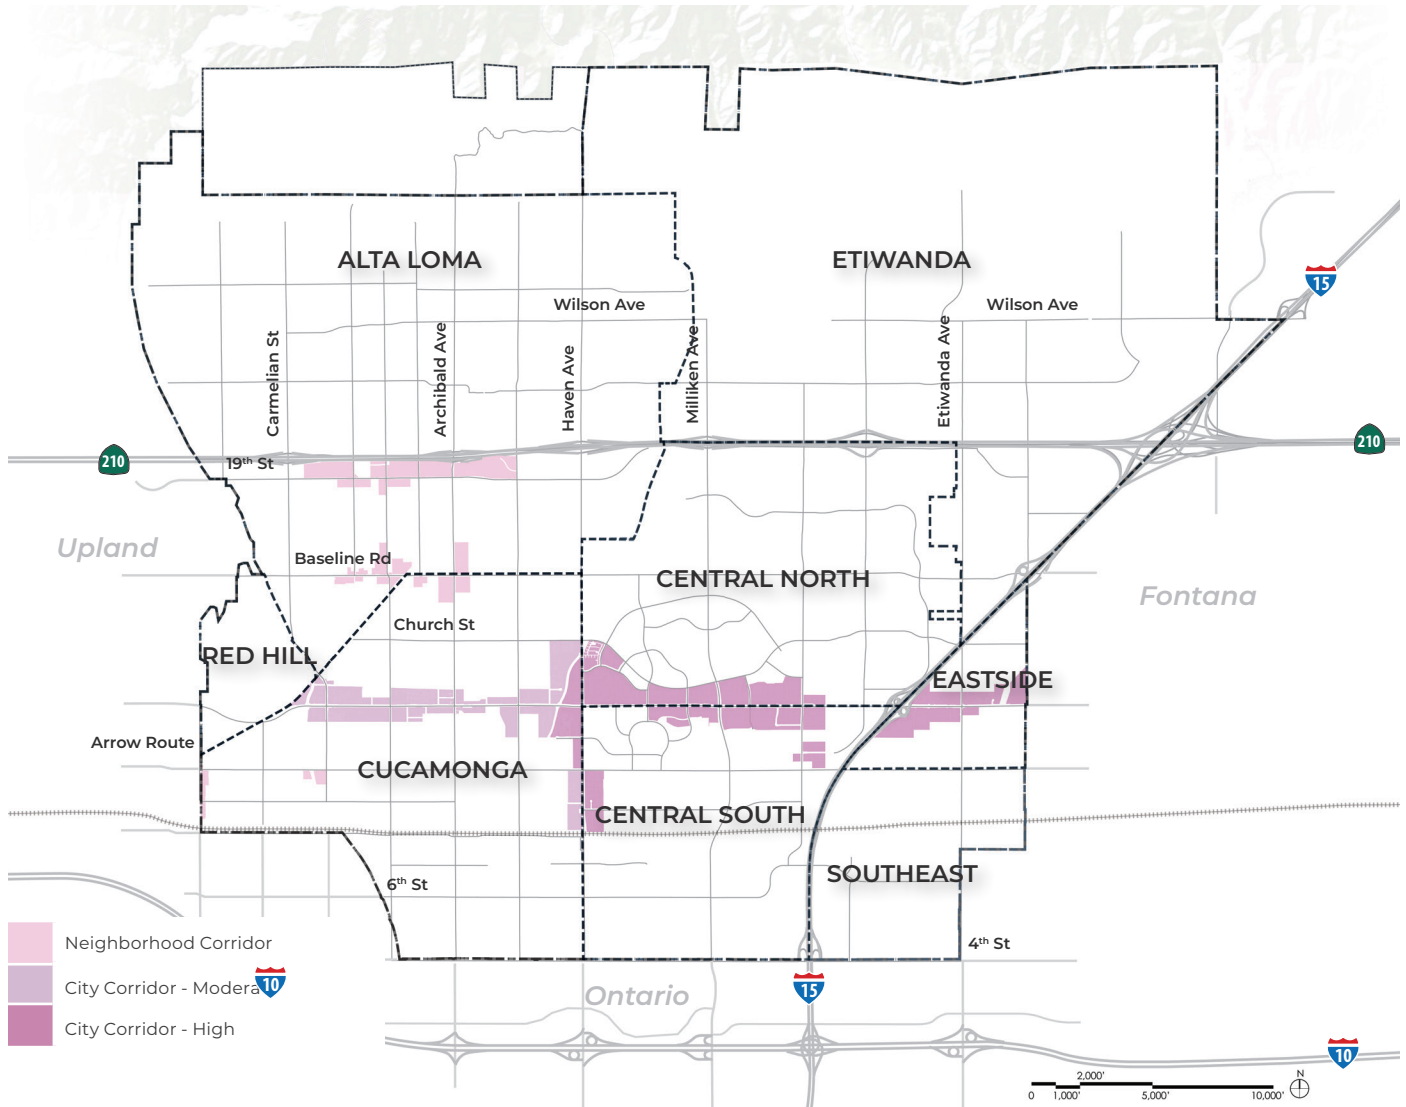 ALTA LOMA
ETIWANDA
15
Wilson Ave
Wilson Ave
Carmelian St
Archibald Ave
Haven Ave
Milliken Ave
Etiwanda Ave
210
19th St
210
Upland
Baseline Rd
CENTRAL NORTH
Fontana
Church St
RED HILL
EASTSIDE
Arrow Route
CUCAMONGA
CENTRAL SOUTH
SOUTHEAST
6th St
4th St
Neighborhood Corridor
City Corridor - Modera
10
City Corridor - High
Ontario
15
10
N
2,000'
0 1,000' 5,000' 10,000'